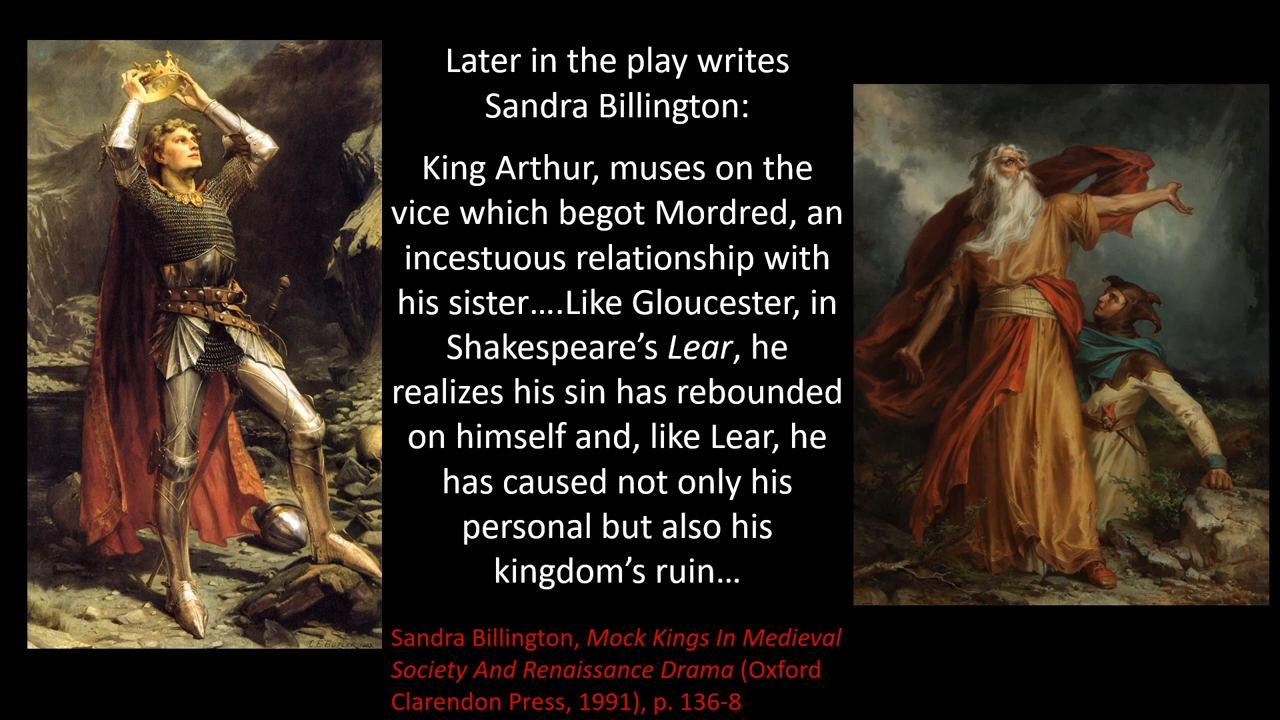 Later in the play writes
Sandra Billington:
King Arthur, muses on the
vice which begot Mordred, an
incestuous relationship with
his sister….Like Gloucester, in
Shakespeare’s Lear, he
realizes his sin has rebounded
on himself and, like Lear, he
has caused not only his
personal but also his
kingdom’s ruin…
Sandra Billington, Mock Kings In Medieval
Society And Renaissance Drama (Oxford
Clarendon Press, 1991), p. 136-8